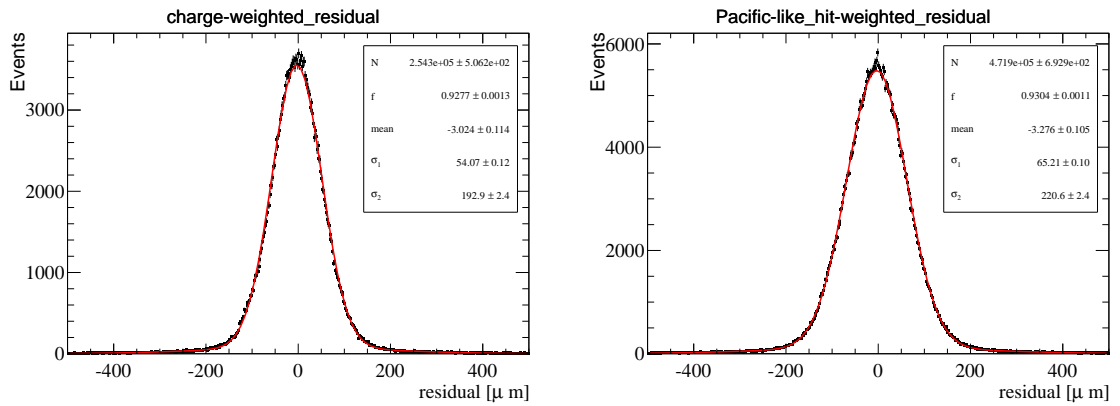 charge-weighted_residual
Events
3000
2000
1000
0
-400 -200 0 200 400
residual [μ m]
N 2.543e+05 ± 5.062e+02
f 0.9277 ± 0.0013
mean -3.024 ± 0.114
σ1 54.07 ± 0.12
σ2 192.9 ± 2.4
Pacific-like_hit-weighted_residual
Events
6000
4000
2000
0
-400 -200 0 200 400
residual [μ m]
N 4.719e+05 ± 6.929e+02
f 0.9304 ± 0.0011
mean -3.276 ± 0.105
σ1 65.21 ± 0.10
σ2 220.6 ± 2.4